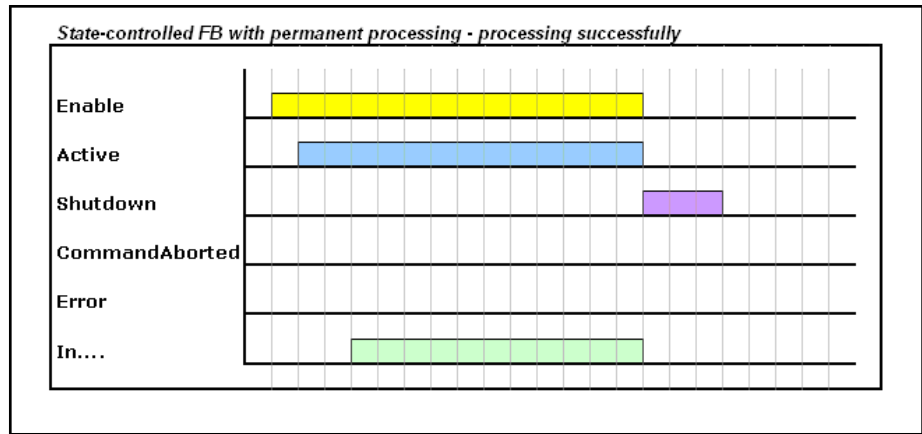 State-controlled FB with permanent processing - processing successfully
Enable
Active
Shutdown
CommandAborted
Error
In....